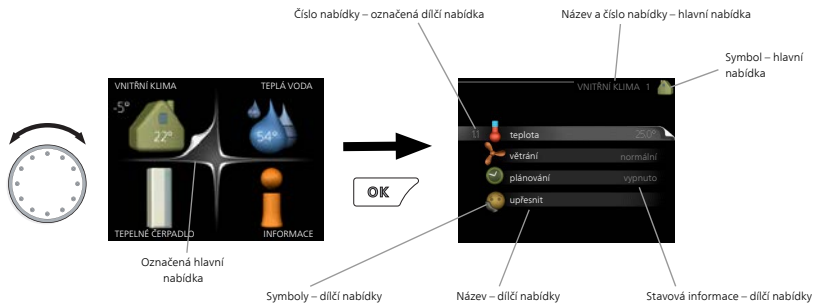 Číslo nabídky – označená dílčí nabídka
Název a číslo nabídky – hlavní nabídka
Symbol – hlavní
nabídka
VNITŘNÍ KLIMA
TEPLÁ VODA
-5°
22°
54°
TEPELNÉ ČERPADLO
INFORMACE
OK
VNITŘNÍ KLIMA 1
1.1 teplota 25.0°
větrání normální
plánování vypnuto
upřesnit
Označená hlavní
nabídka
Symboly – dílčí nabídky
Název – dílčí nabídky
Stavová informace – dílčí nabídky